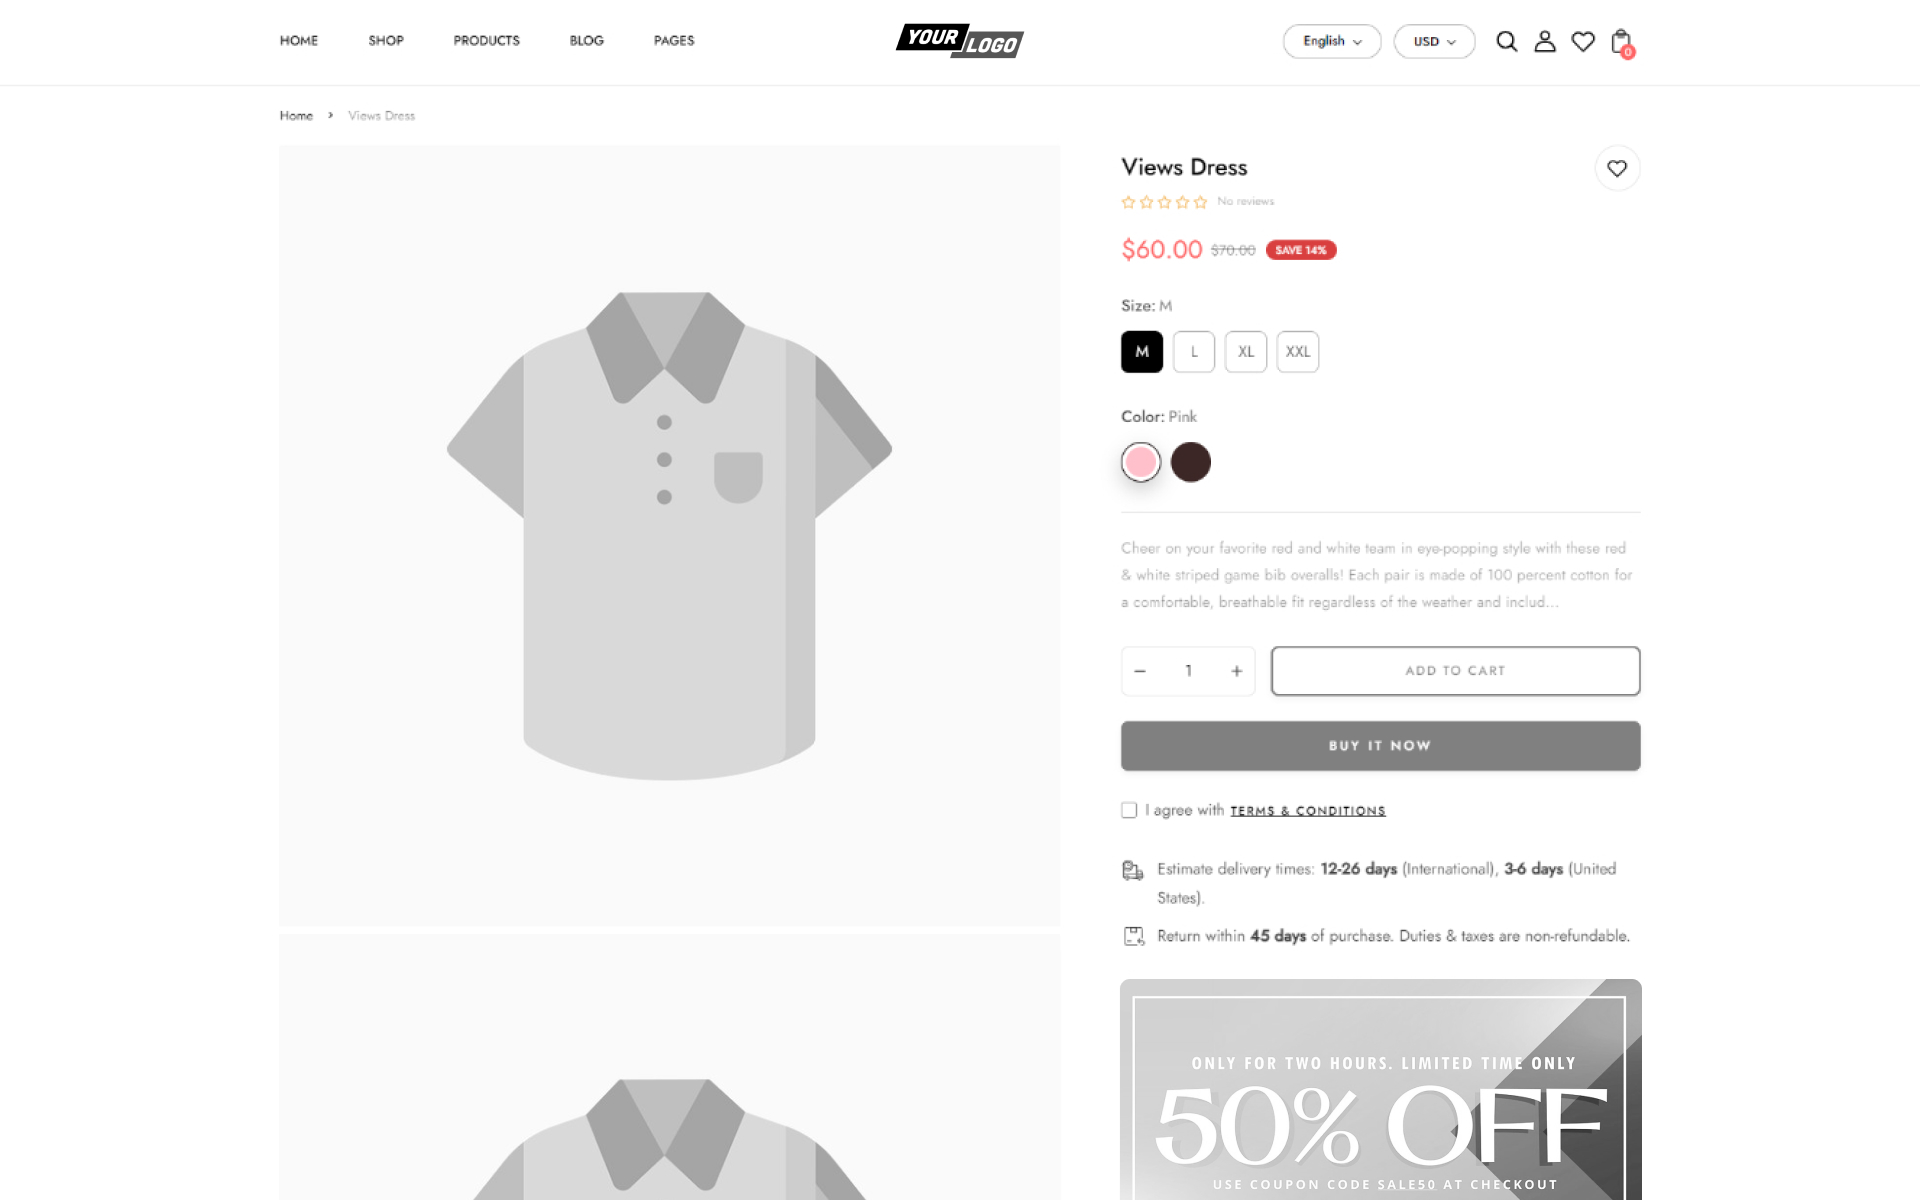 HOME SHOP PRODUCTS BLOG PAGES
YOUR LOGO
English USD
0
Home > Views Dress
Views Dress
No reviews
$60.00 $70.00 SAVE 14%
Size: M
M L XL XXL
Color: Pink
Cheer on your favorite red and white team in eye-popping style with these red
& white striped game bib overalls! Each pair is made of 100 percent cotton for
a comfortable, breathable fit regardless of the weather and includ...
− 1 + ADD TO CART
BUY IT NOW
I agree with TERMS & CONDITIONS
Estimate delivery times: 12-26 days (International), 3-6 days (United
States).
Return within 45 days of purchase. Duties & taxes are non-refundable.
ONLY FOR TWO HOURS. LIMITED TIME ONLY
50% OFF
USE COUPON CODE SALE50 AT CHECKOUT